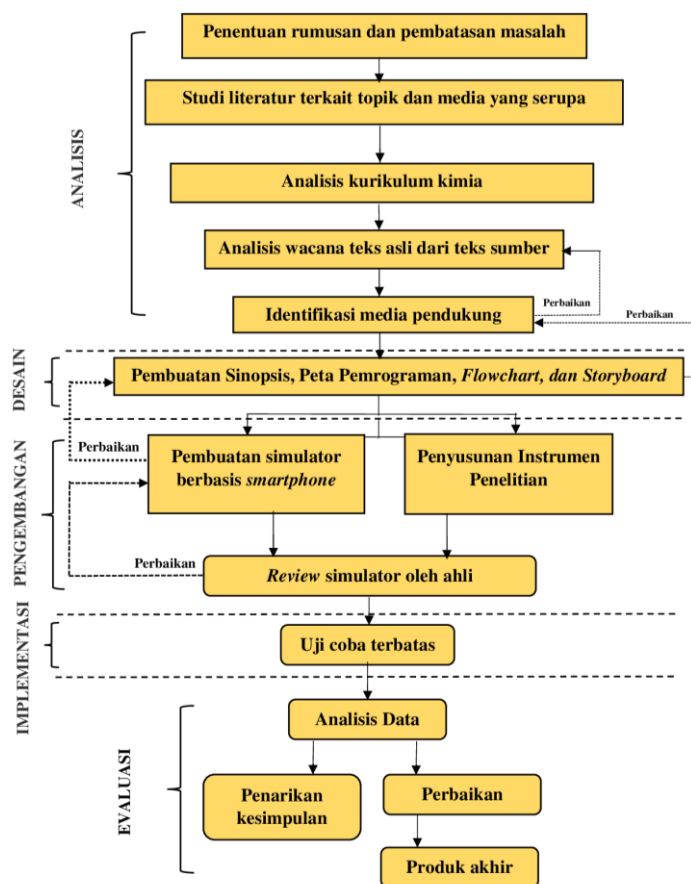 Penentuan rumusan dan pembatasan masalah
Studi literatur terkait topik dan media yang serupa
ANALISIS
Analisis kurikulum kimia
Analisis wacana teks asli dari teks sumber
Perbaikan
Identifikasi media pendukung
Perbaikan
DESAIN
Pembuatan Sinopsis, Peta Pemrograman, Flowchart, dan Storyboard
Perbaikan
PENGEMBANGAN
Pembuatan simulator
berbasis smartphone
Penyusunan Instrumen
Penelitian
Perbaikan
Review simulator oleh ahli
IMPLEMENTASI
Uji coba terbatas
EVALUASI
Analisis Data
Penarikan
kesimpulan
Perbaikan
Produk akhir